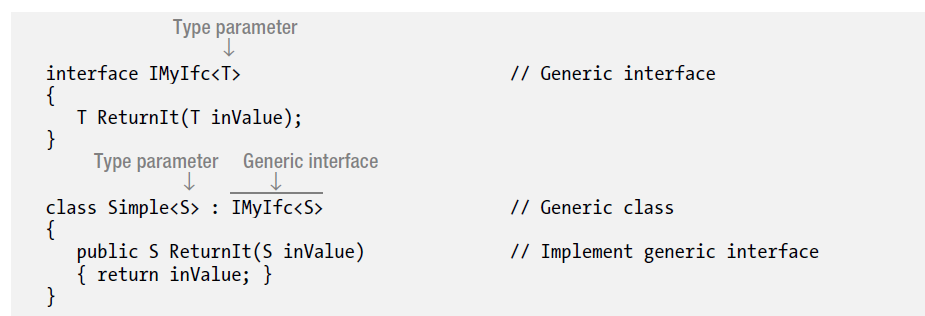 Type parameter
interface IMyIfc<T> // Generic interface
{
T ReturnIt(T inValue);
}
Type parameter Generic interface
class Simple<S> : IMyIfc<S> // Generic class
{
public S ReturnIt(S inValue) // Implement generic interface
{ return inValue; }
}